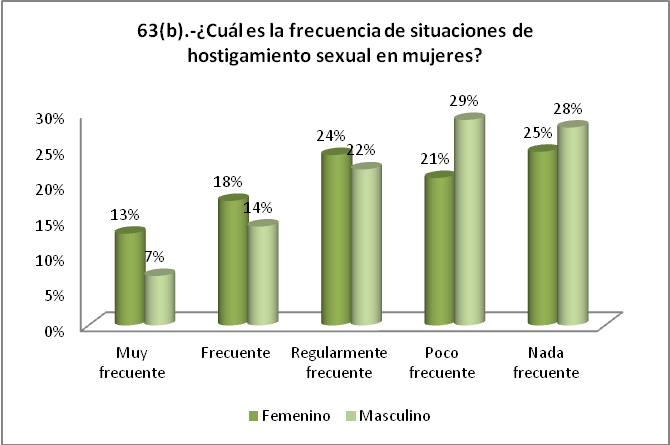 63(b).-¿Cuál es la frecuencia de situaciones de
hostigamiento sexual en mujeres?
30%
25%
20%
15%
10%
5%
0%
13%
7%
18%
14%
24%
22%
21%
29%
25%
28%
Muy
frecuente
Frecuente
Regularmente
frecuente
Poco
frecuente
Nada
frecuente
Femenino
Masculino